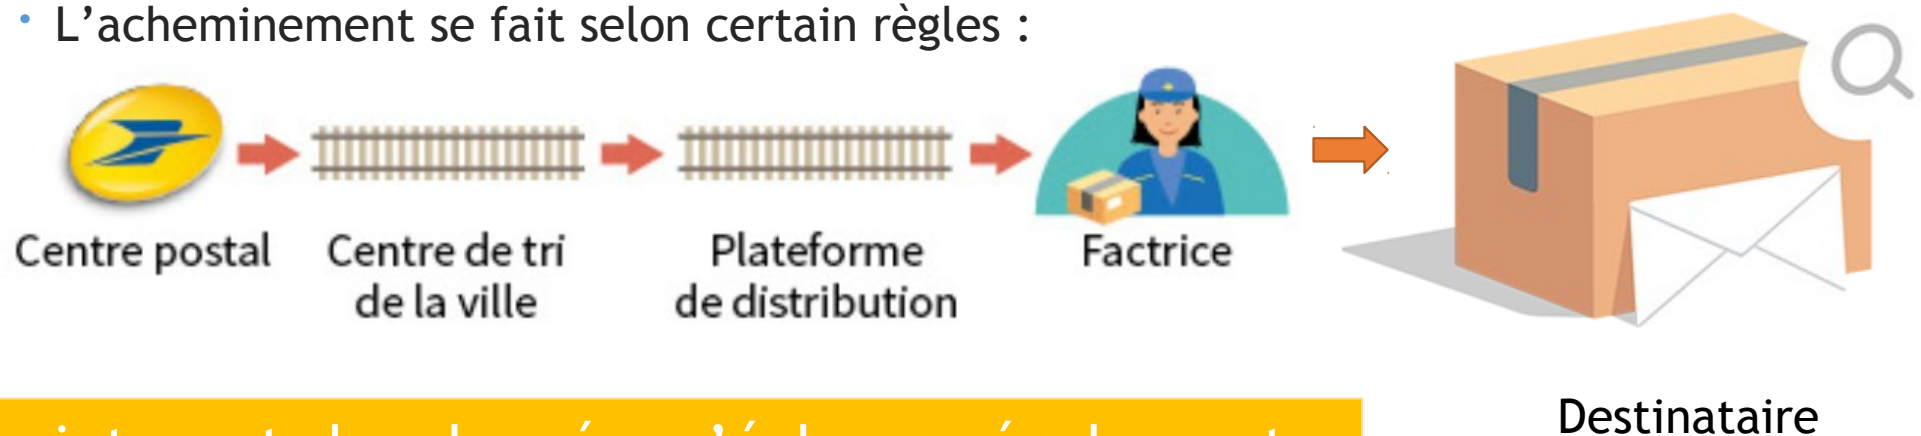 • L’acheminement se fait selon certain règles :
Centre postal
Centre de tri
de la ville
Plateforme
de distribution
Factrice
Destinataire